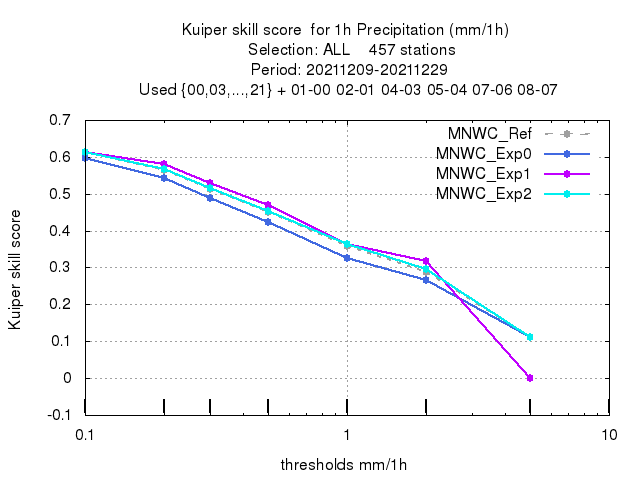 Kuiper skill score  for 1h Precipitation (mm/1h)
Selection: ALL    457 stations
Period: 20211209-20211229
Used {00,03,...,21} + 01-00 02-01 04-03 05-04 07-06 08-07
MNWC_Ref
MNWC_Exp0
MNWC_Exp1
MNWC_Exp2
Kuiper skill score
0.7
0.6
0.5
0.4
0.3
0.2
0.1
0
-0.1
0.1
1
10
thresholds mm/1h